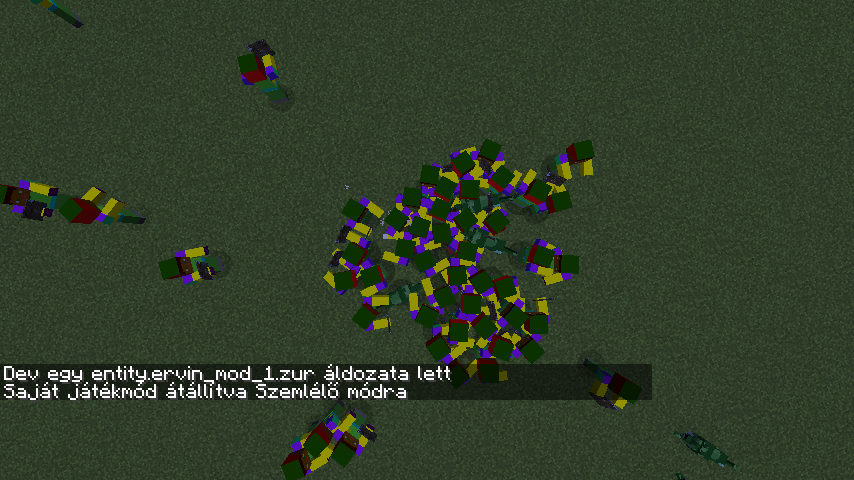 Dev egy entity.ervin_mod_1.zur áldozata lett
Saját játékmód átállítva Szemlélő módra